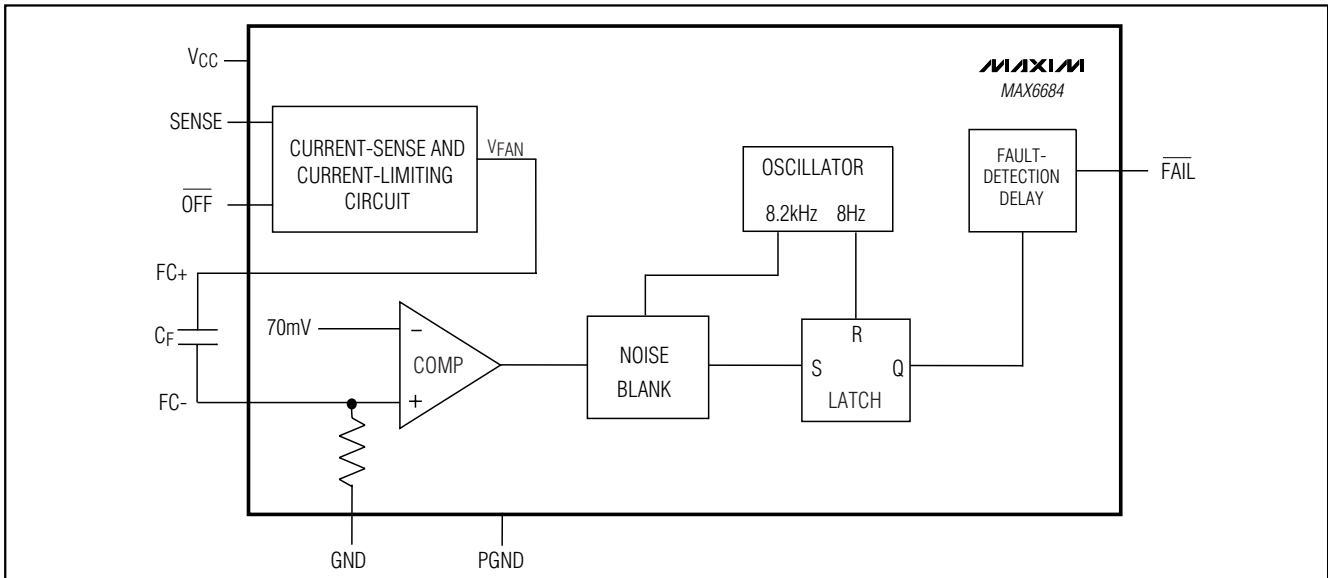 VCC
MAXIM
MAX6684
SENSE
CURRENT-SENSE AND
CURRENT-LIMITING
CIRCUIT
VFAN
OFF
OSCILLATOR
8.2kHz 8Hz
FAULT-
DETECTION
DELAY
FAIL
FC+
CF
70mV
−
COMP
+
NOISE
BLANK
R
S Q
LATCH
FC-
GND
PGND